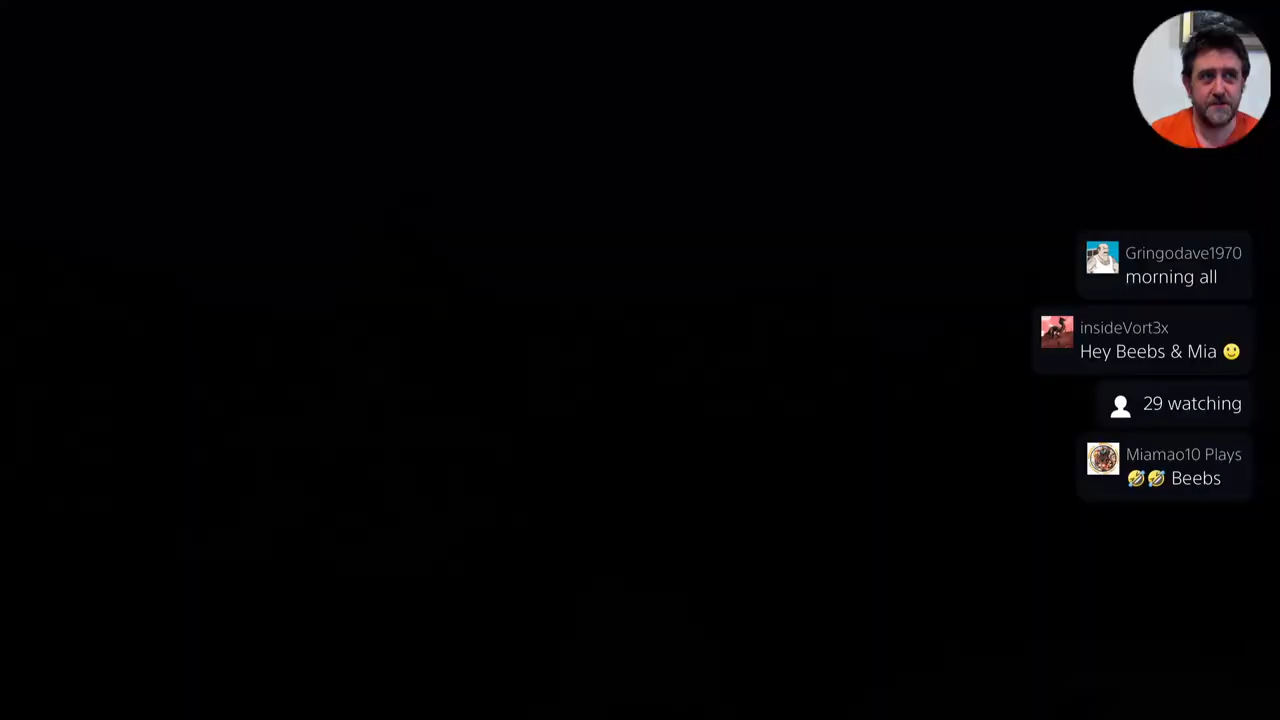 Gringodave1970
morning all
insideVort3x
Hey Beebs & Mia 🙂
29 watching
Miamao10 Plays
🤣🤣 Beebs